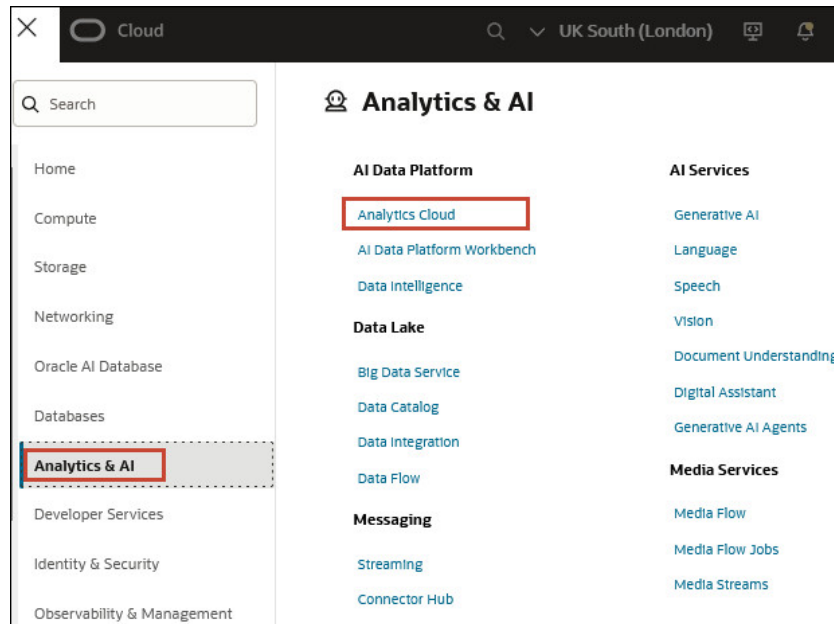 Cloud
UK South (London)
Search
Home
Compute
Storage
Networking
Oracle AI Database
Databases
Analytics & AI
Developer Services
Identity & Security
Observability & Management
Analytics & AI
AI Data Platform
Analytics Cloud
AI Data Platform Workbench
Data Intelligence
Data Lake
Big Data Service
Data Catalog
Data Integration
Data Flow
Messaging
Streaming
Connector Hub
AI Services
Generative AI
Language
Speech
Vision
Document Understanding
Digital Assistant
Generative AI Agents
Media Services
Media Flow
Media Flow Jobs
Media Streams